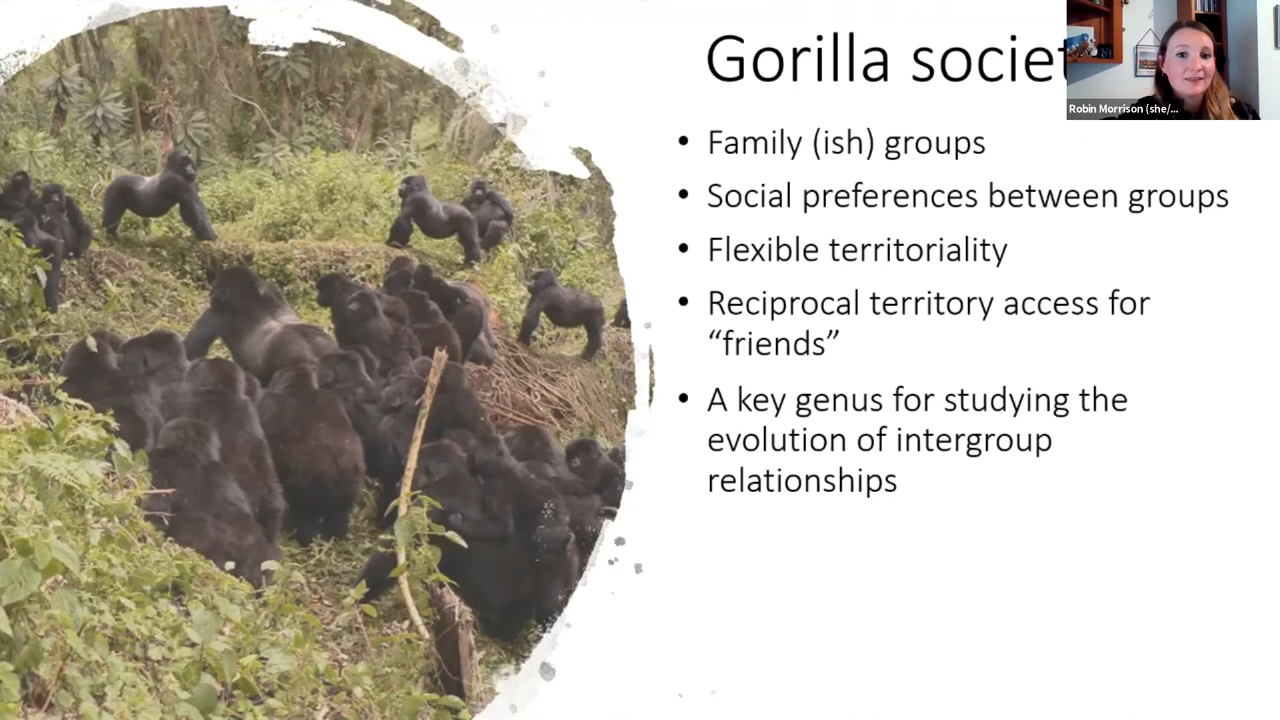 Gorilla societ
Robin Morrison (she/...
• Family (ish) groups
• Social preferences between groups
• Flexible territoriality
• Reciprocal territory access for
“friends”
• A key genus for studying the
evolution of intergroup
relationships